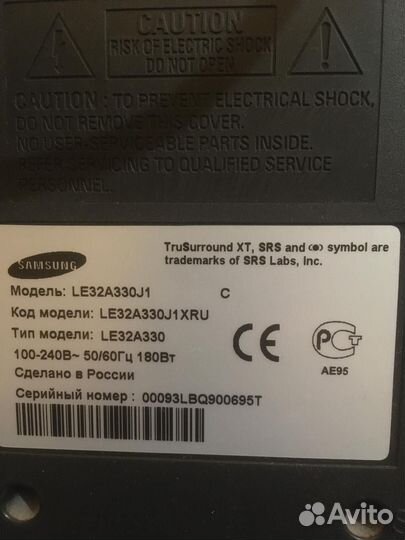 CAUTION
RISK OF ELECTRIC SHOCK
DO NOT OPEN
CAUTION : TO PREVENT ELECTRICAL SHOCK,
DO NOT REMOVE THIS COVER.
NO USER-SERVICEABLE PARTS INSIDE.
REFER SERVICING TO QUALIFIED SERVICE
PERSONNEL.
SAMSUNG
TruSurround XT, SRS and (●) symbol are
trademarks of SRS Labs, Inc.
Модель: LE32A330J1 C
Код модели: LE32A330J1XRU
Тип модели: LE32A330
100-240В~ 50/60Гц 180Вт
Сделано в России
Серийный номер : 00093LBQ900695T
CE
РСТ
АЕ95
Avito